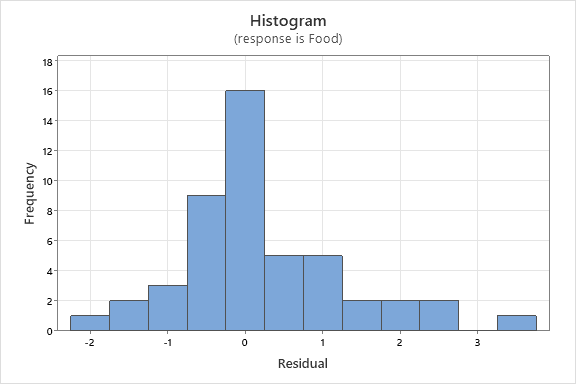 Histogram
(response is Food)
18
16
14
12
10
8
6
4
2
0
Frequency
-2 -1 0 1 2 3
Residual